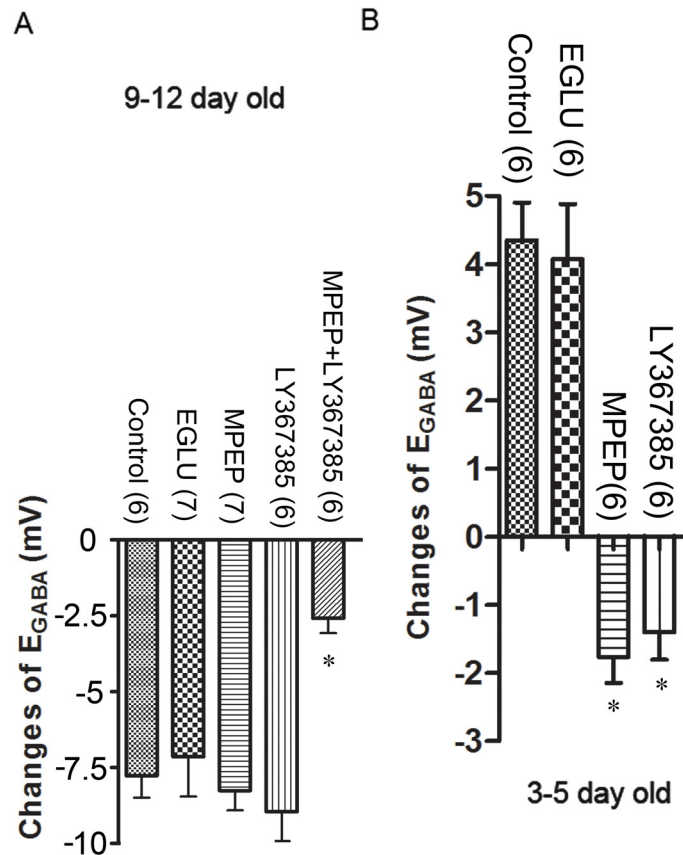 A
9-12 day old
Control (6)
EGLU (7)
MPEP (7)
LY367385 (6)
MPEP+LY367385 (6)
Changes of EGABA (mV)
0
-2.5
-5
-7.5
-10
*
B
Control (6)
EGLU (6)
MPEP(6)
LY367385 (6)
Changes of EGABA (mV)
5
4
3
2
1
0
-1
-2
-3
*
*
3-5 day old